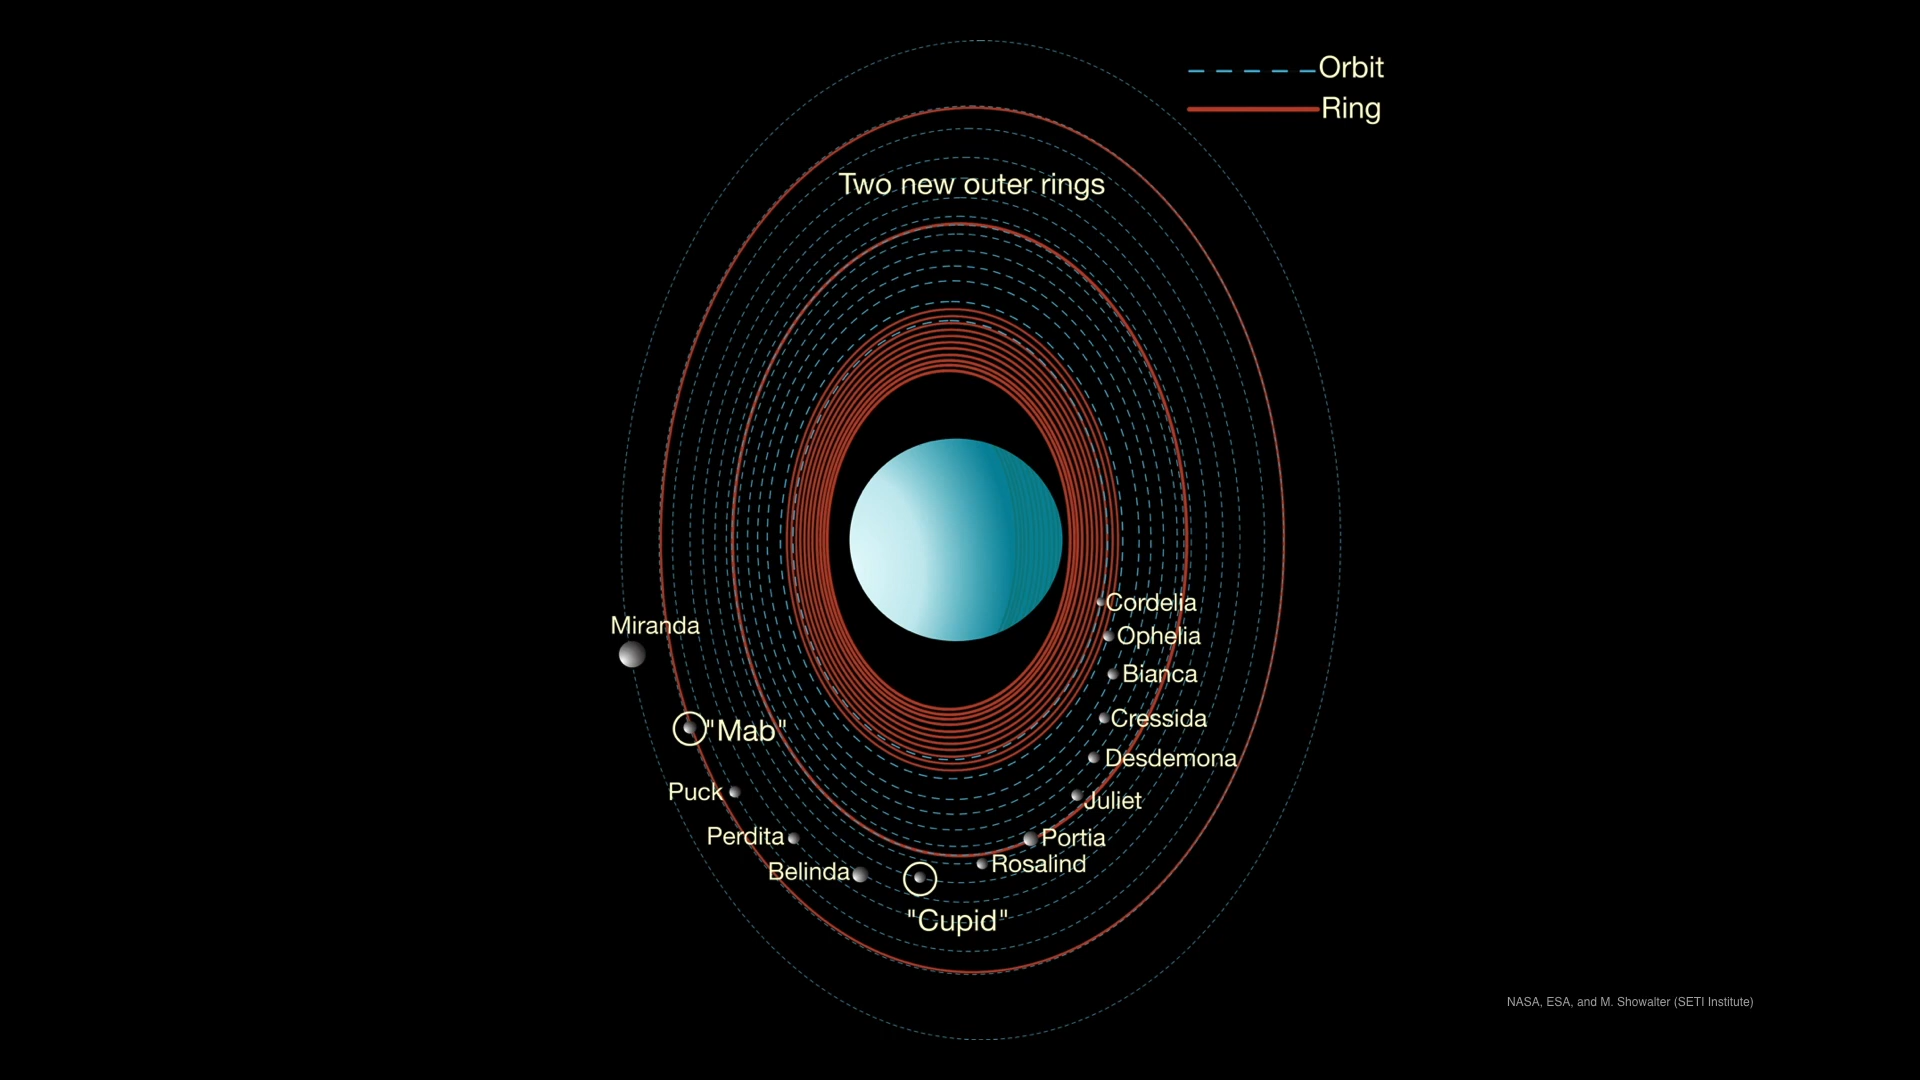 Orbit
Ring
Two new outer rings
Cordelia
Miranda
Ophelia
Bianca
Cressida
"Mab"
Desdemona
Puck
Juliet
Perdita
Portia
Rosalind
Belinda
"Cupid"
NASA, ESA, and M. Showalter (SETI Institute)